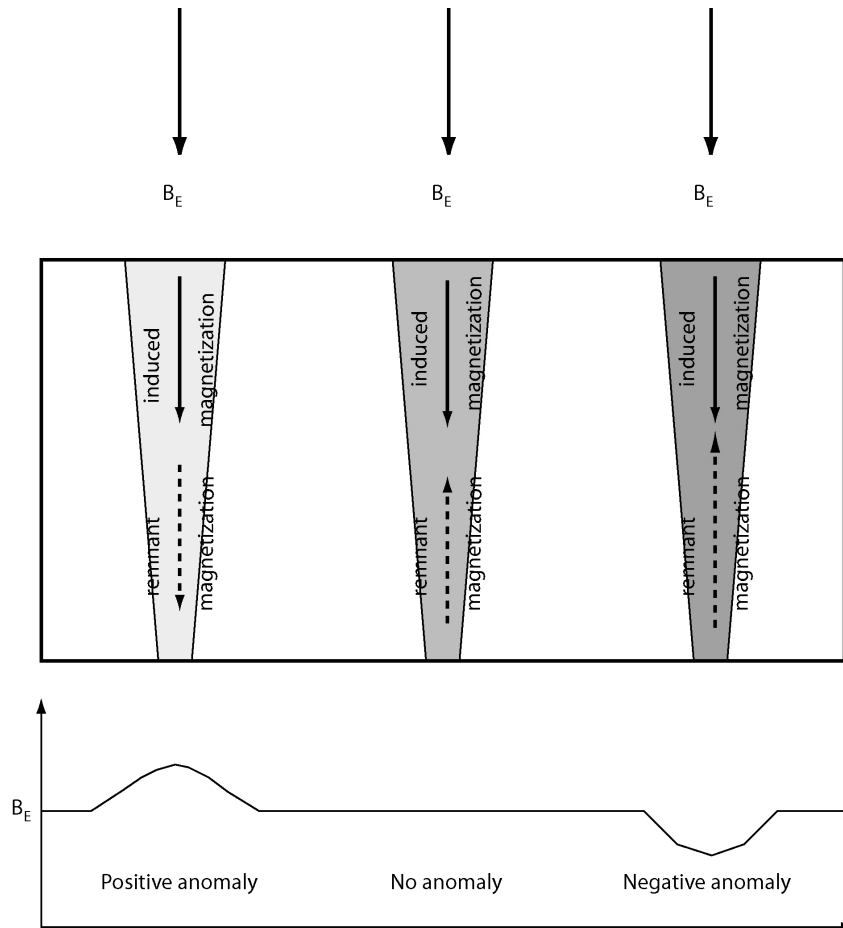 B_E
B_E
B_E
induced
magnetization
induced
magnetization
induced
magnetization
remnant
magnetization
remnant
magnetization
remnant
magnetization
B_E
Positive anomaly
No anomaly
Negative anomaly